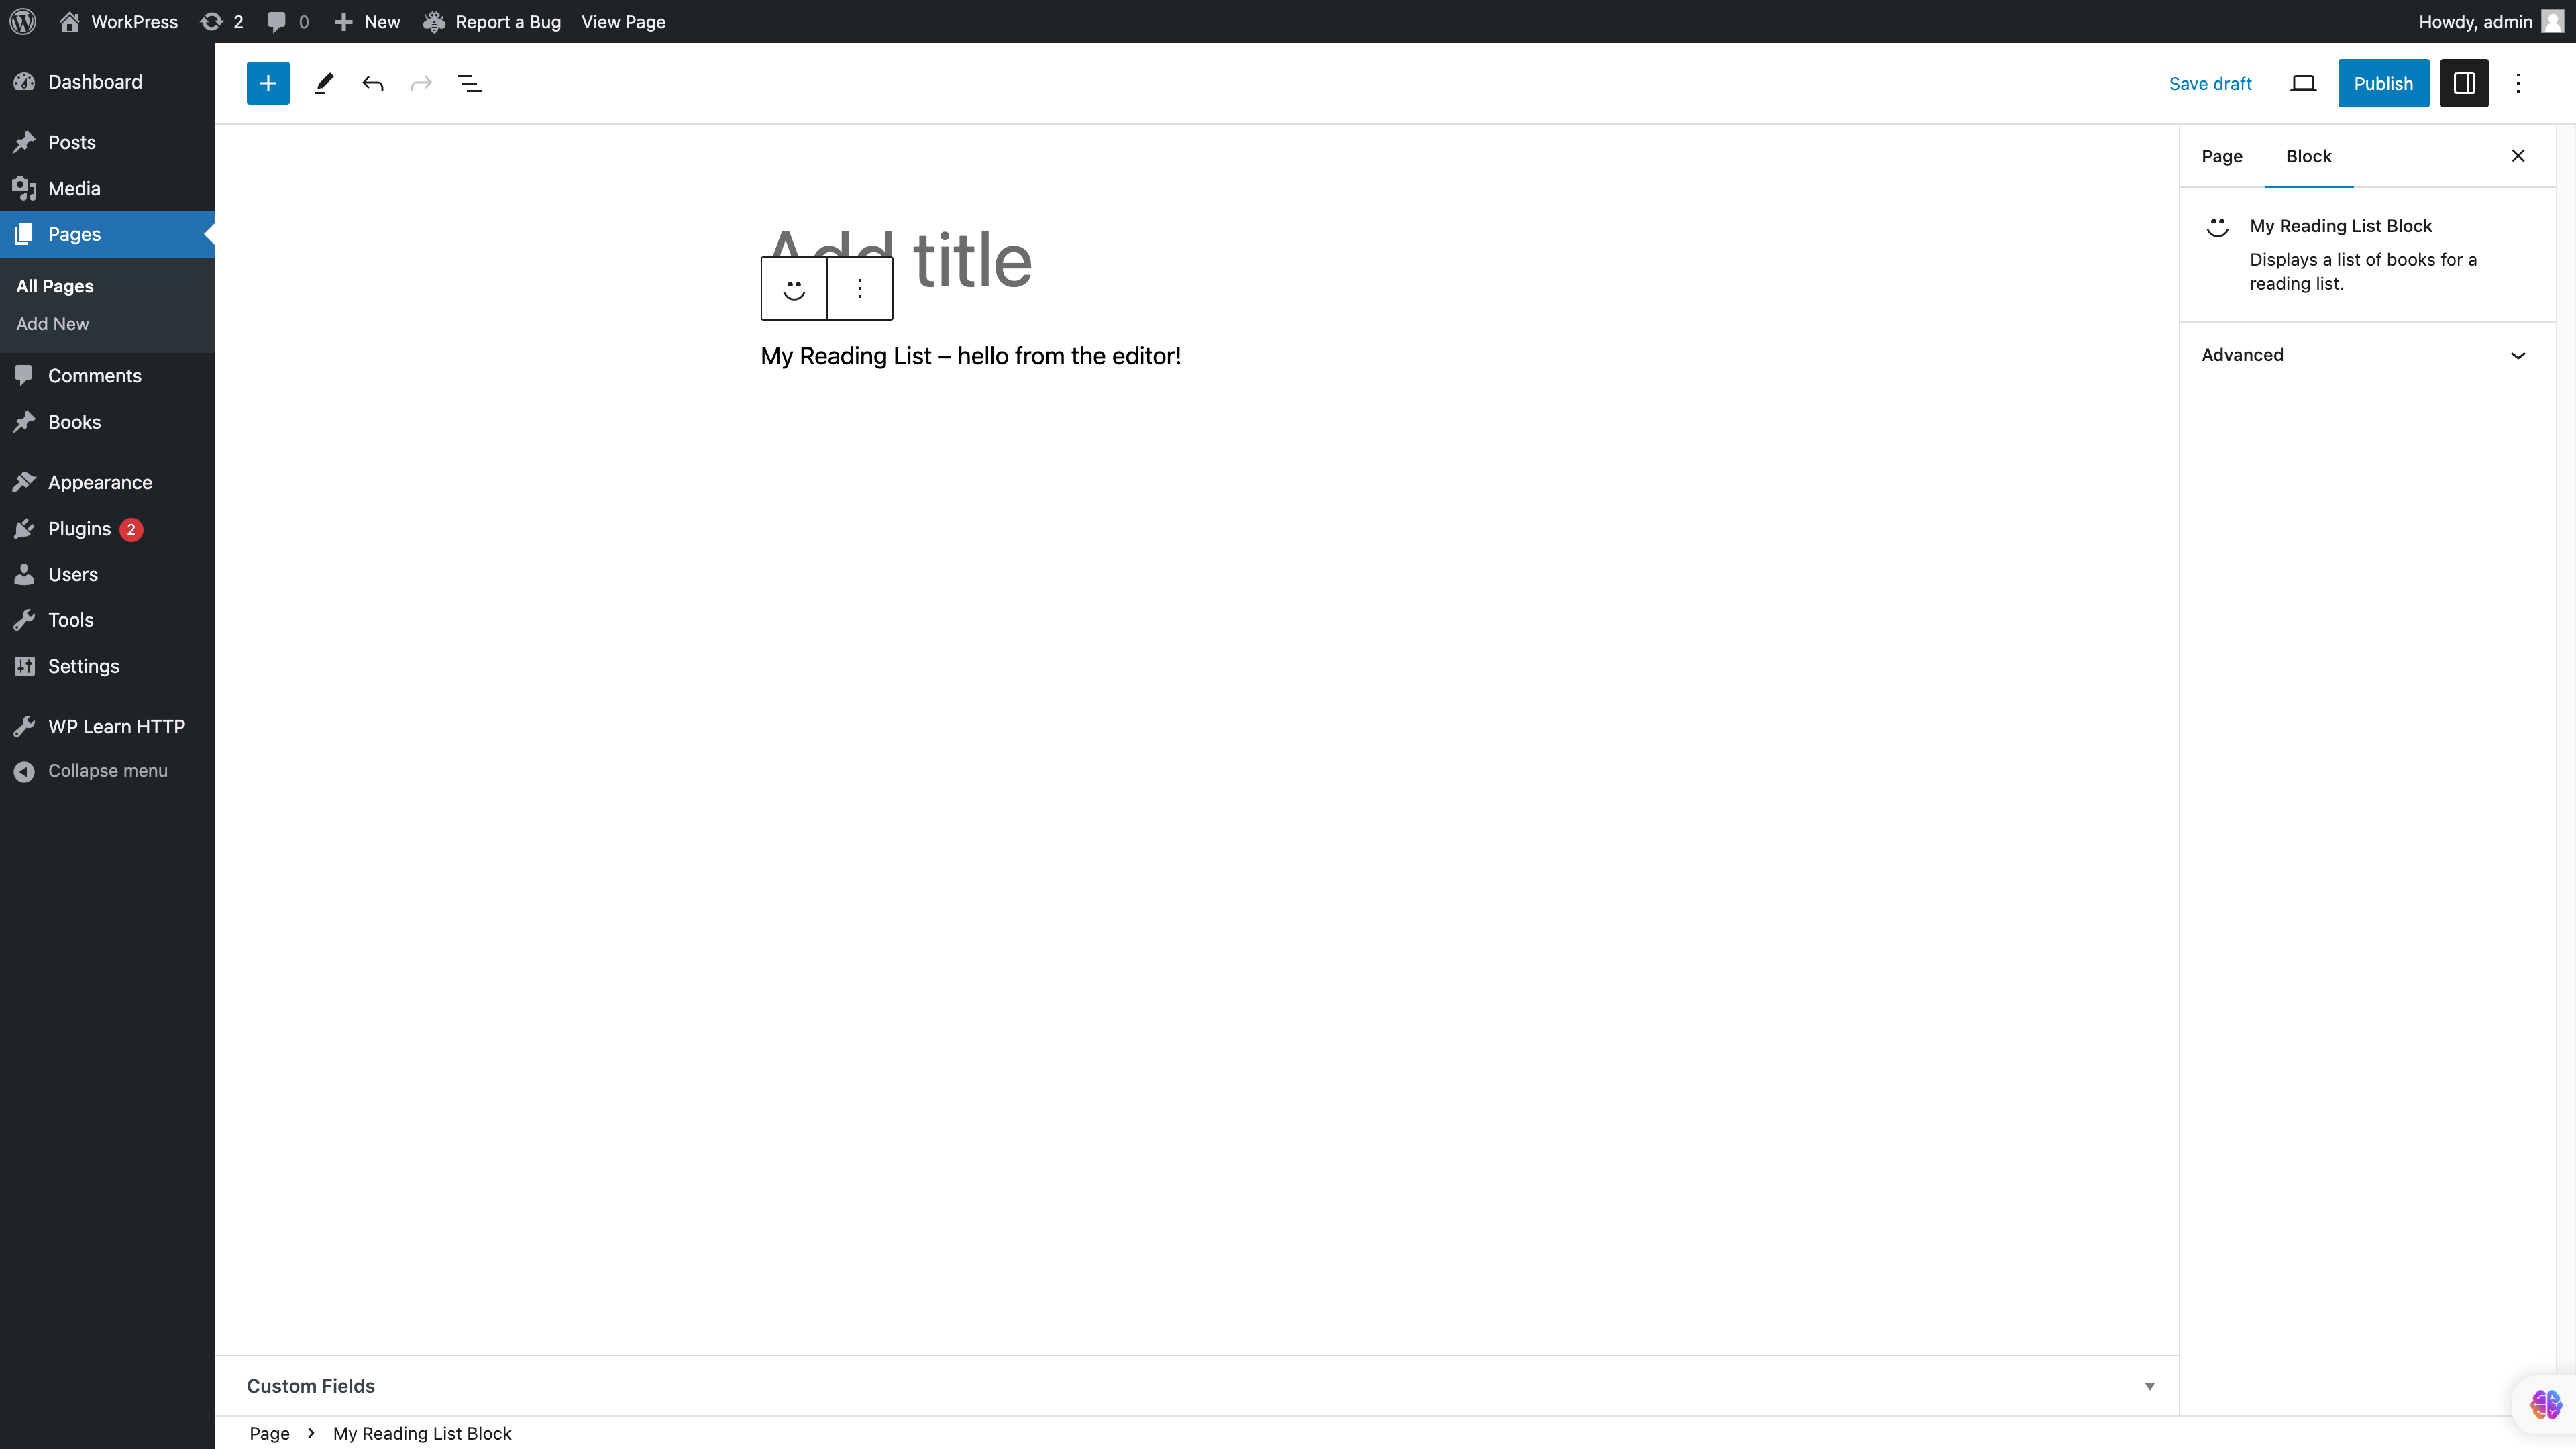 WorkPress 2 0 New Report a Bug View Page Howdy, admin
Dashboard
Posts
Media
Pages
All Pages
Add New
Comments
Books
Appearance
Plugins 2
Users
Tools
Settings
WP Learn HTTP
Collapse menu
Save draft Publish
Add title
My Reading List – hello from the editor!
Page Block
My Reading List Block
Displays a list of books for a
reading list.
Advanced
Custom Fields
Page › My Reading List Block